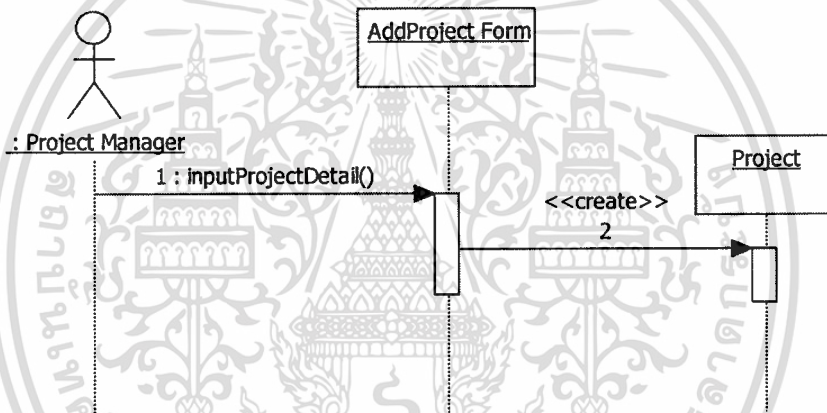 AddProject Form
: Project Manager
Project
1 : inputProjectDetail()
<<create>>
2